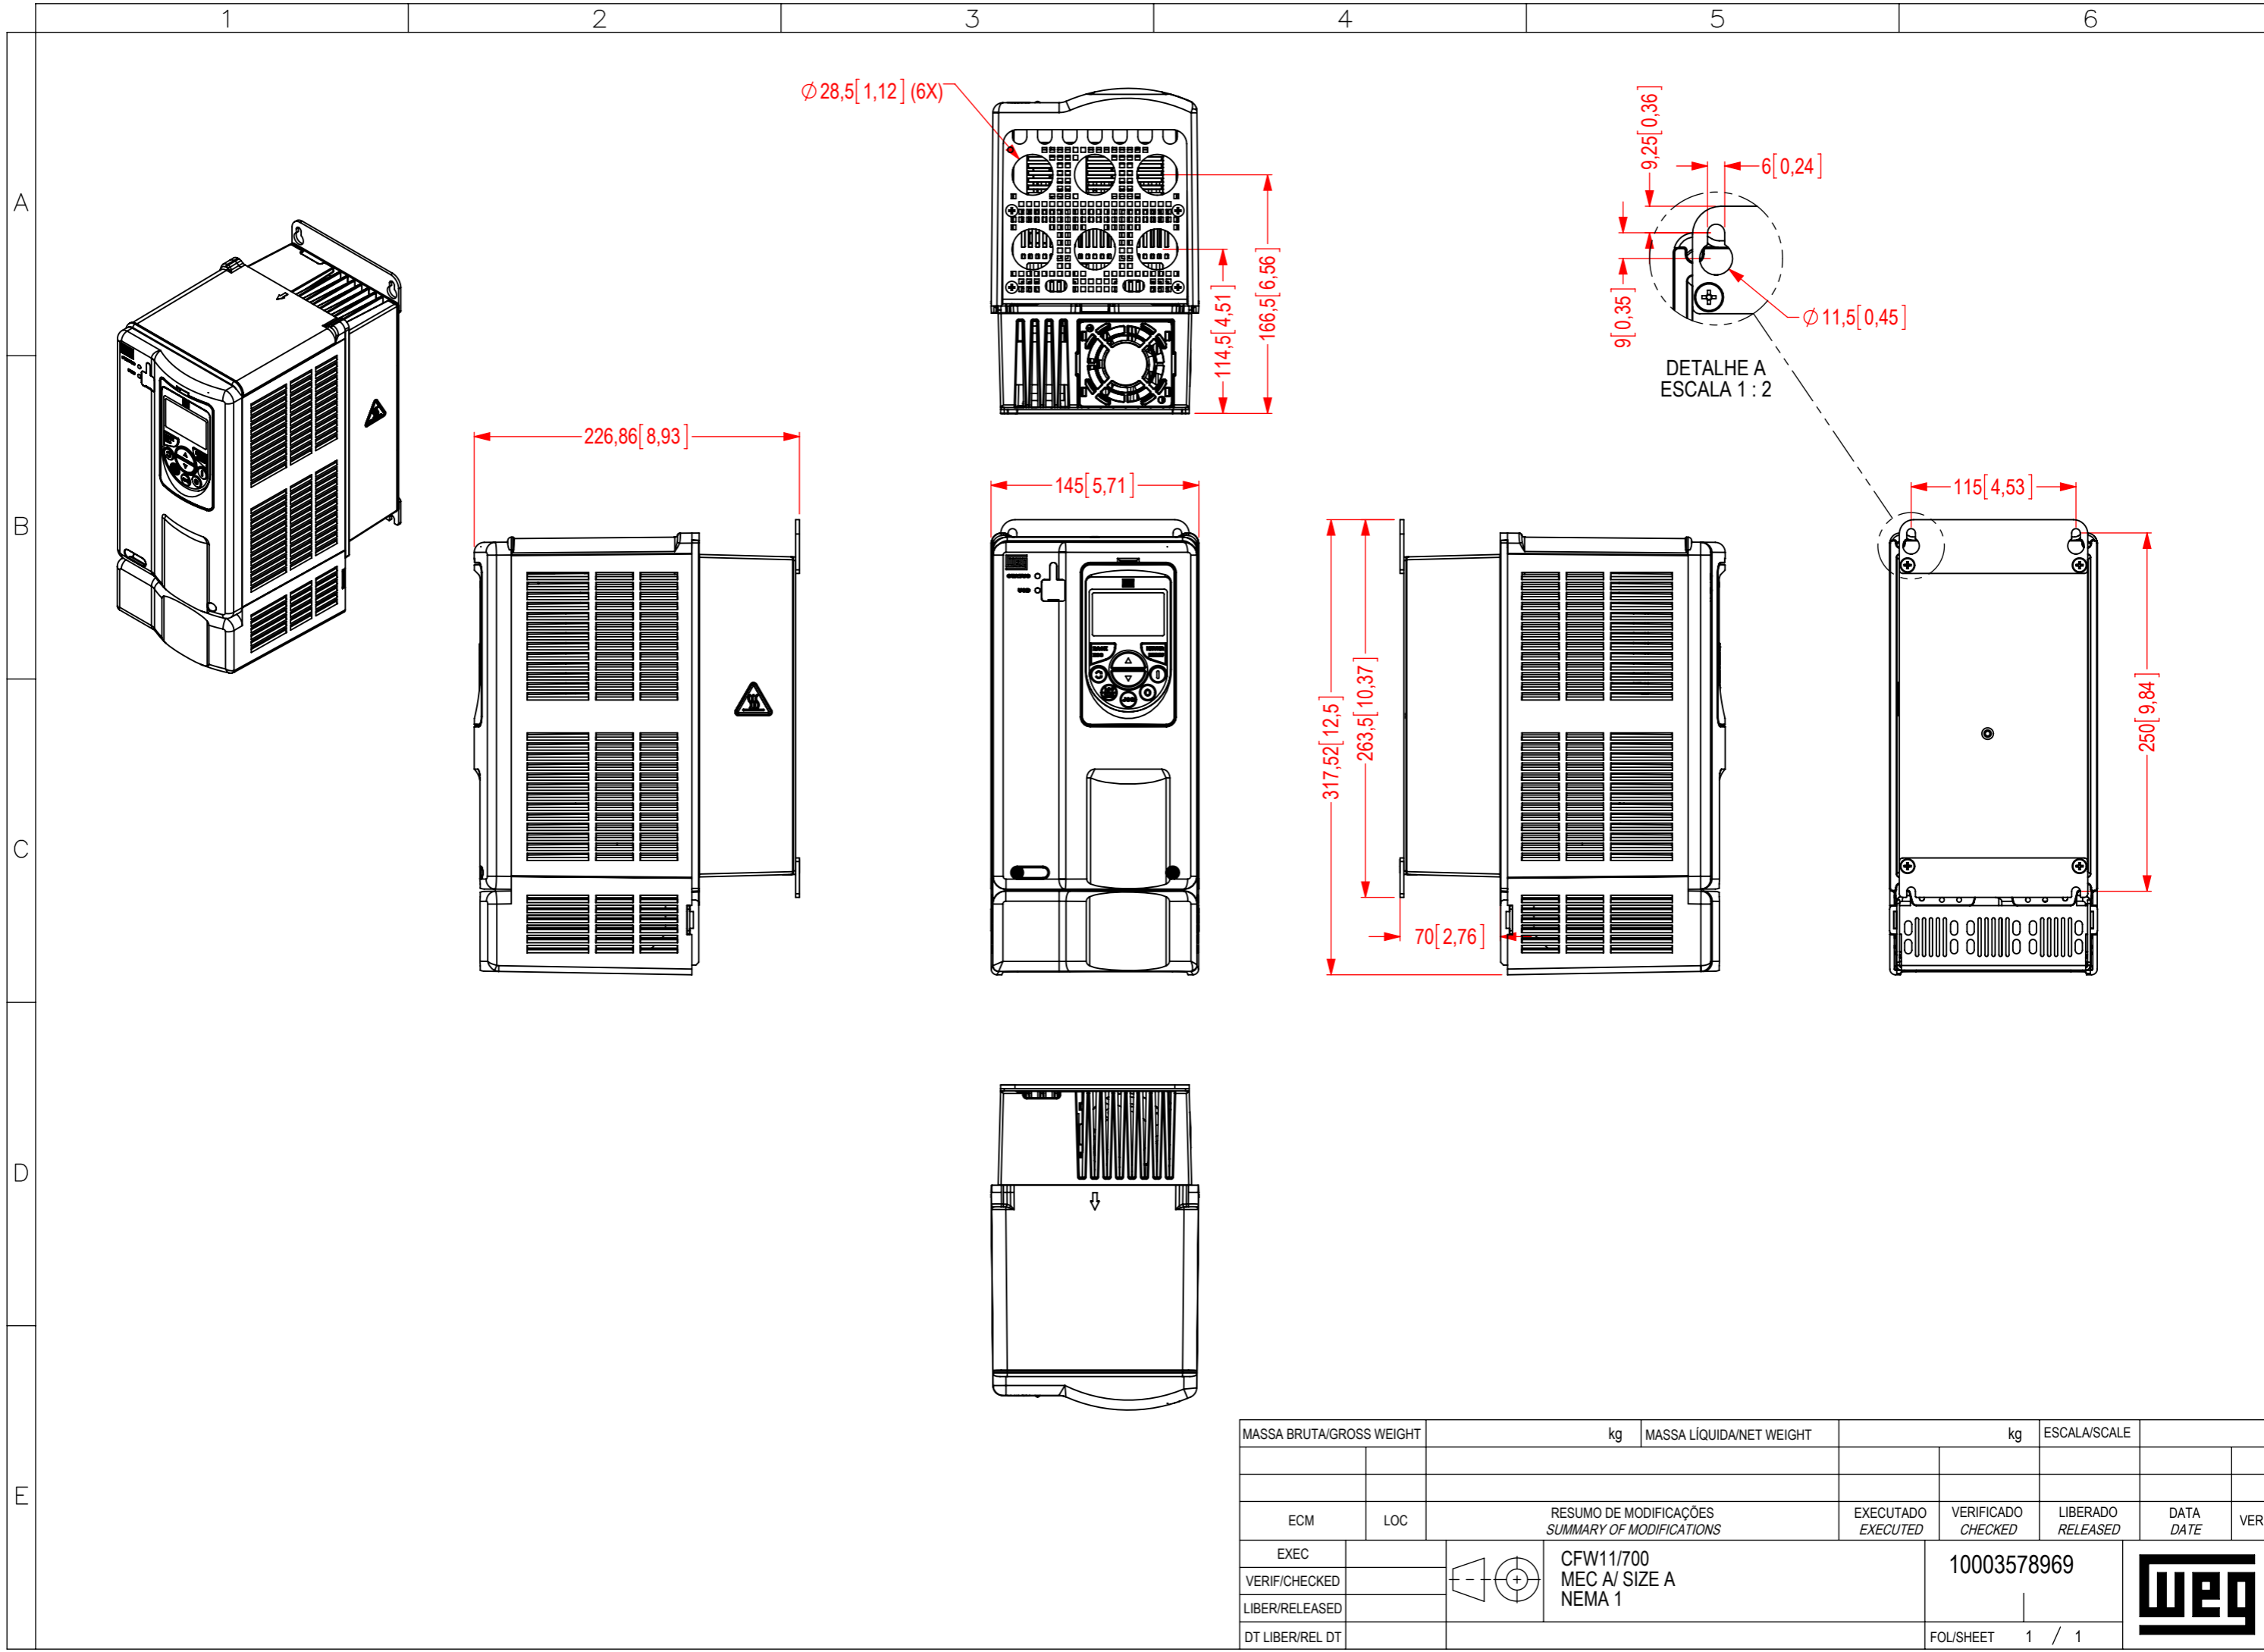 1 2 3 4 5 6
A
B
C
D
E
Ø 28,5[1,12] (6X)
114,5[4,51]
166,5[6,56]
9,25[0,36]
6[0,24]
9[0,35]
Ø 11,5[0,45]
DETALHE A
ESCALA 1 : 2
226,86[8,93]
145[5,71]
115[4,53]
317,52[12,5]
263,5[10,37]
250[9,84]
70[2,76]
MASSA BRUTA/GROSS WEIGHT kg MASSA LÍQUIDA/NET WEIGHT kg ESCALA/SCALE
ECM LOC RESUMO DE MODIFICAÇÕES EXECUTADO VERIFICADO LIBERADO DATA VER
SUMMARY OF MODIFICATIONS EXECUTED CHECKED RELEASED DATE
EXEC
VERIF/CHECKED
LIBER/RELEASED
DT LIBER/REL DT
CFW11/700
MEC A/ SIZE A
NEMA 1
10003578969
FOL/SHEET 1 / 1
weg